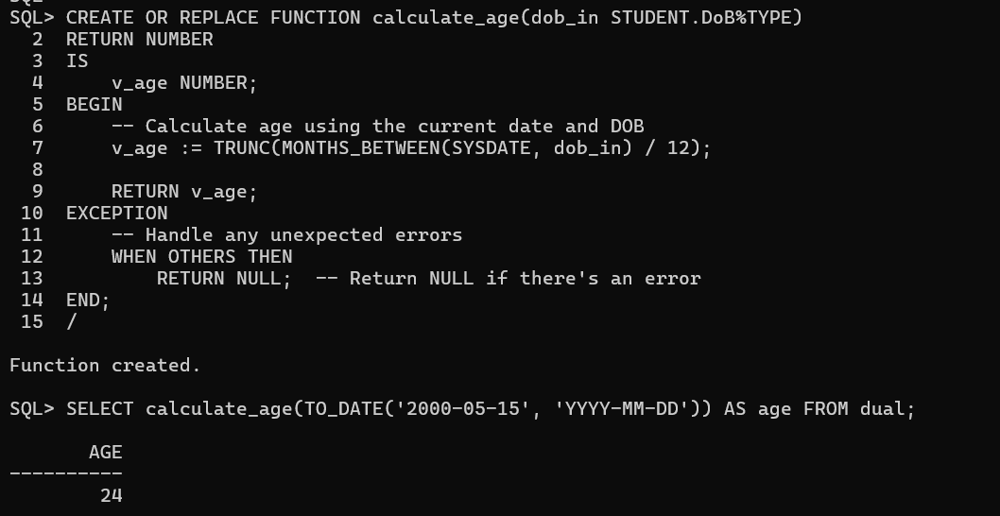 SQL> CREATE OR REPLACE FUNCTION calculate_age(dob_in STUDENT.DoB%TYPE)
  2  RETURN NUMBER
  3  IS
  4      v_age NUMBER;
  5  BEGIN
  6      -- Calculate age using the current date and DOB
  7      v_age := TRUNC(MONTHS_BETWEEN(SYSDATE, dob_in) / 12);
  8
  9      RETURN v_age;
 10  EXCEPTION
 11      -- Handle any unexpected errors
 12      WHEN OTHERS THEN
 13          RETURN NULL;  -- Return NULL if there's an error
 14  END;
 15  /
Function created.
SQL> SELECT calculate_age(TO_DATE('2000-05-15', 'YYYY-MM-DD')) AS age FROM dual;
       AGE
----------
        24